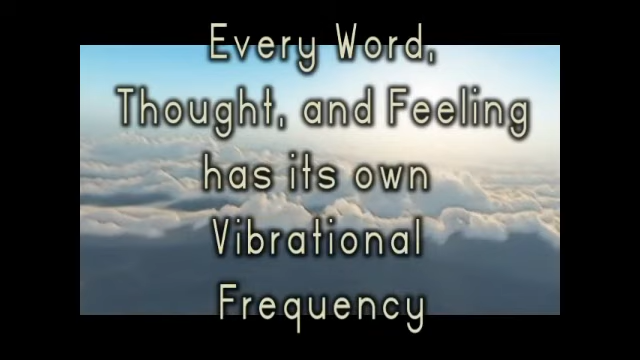 Every Word,
Thought, and Feeling
has its own
Vibrational
Frequency